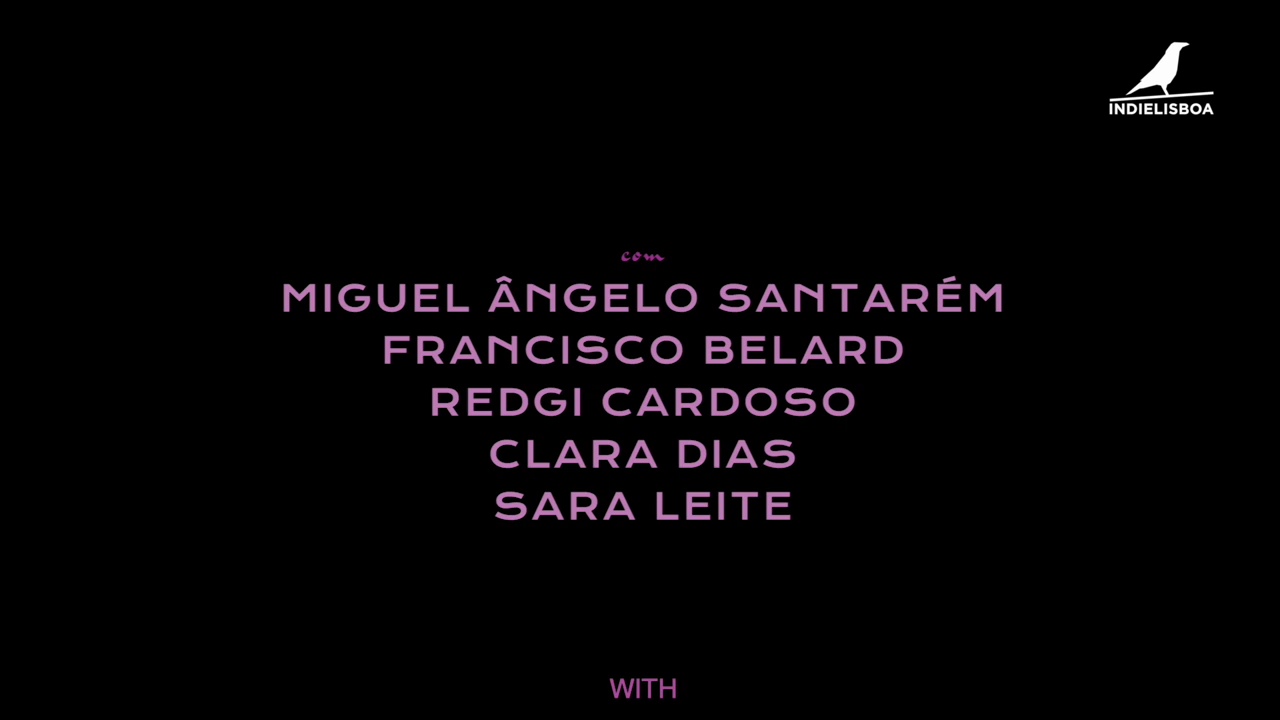 INDIELISBOA
com
MIGUEL ÂNGELO SANTARÉM
FRANCISCO BELARD
REDGI CARDOSO
CLARA DIAS
SARA LEITE
WITH